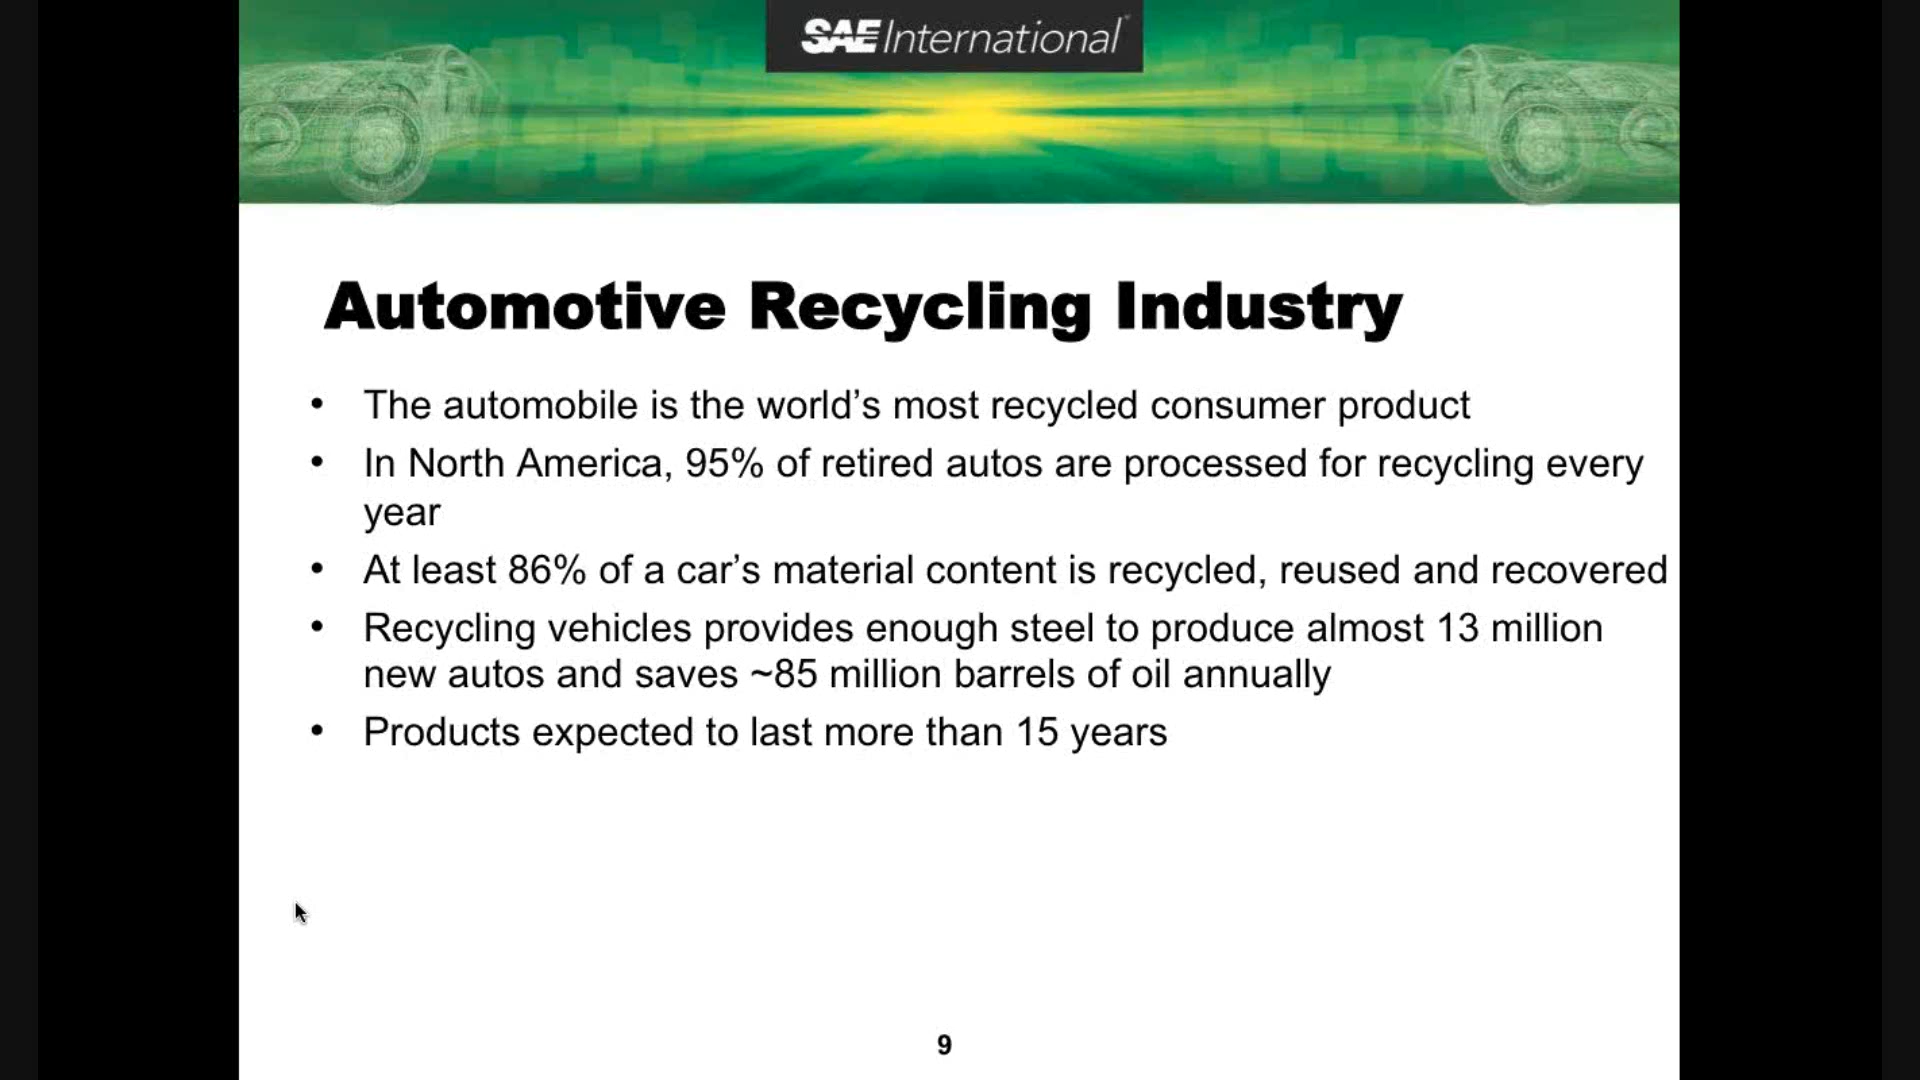 SAE International
Automotive Recycling Industry
• The automobile is the world’s most recycled consumer product
• In North America, 95% of retired autos are processed for recycling every
year
• At least 86% of a car’s material content is recycled, reused and recovered
• Recycling vehicles provides enough steel to produce almost 13 million
new autos and saves ~85 million barrels of oil annually
• Products expected to last more than 15 years
9